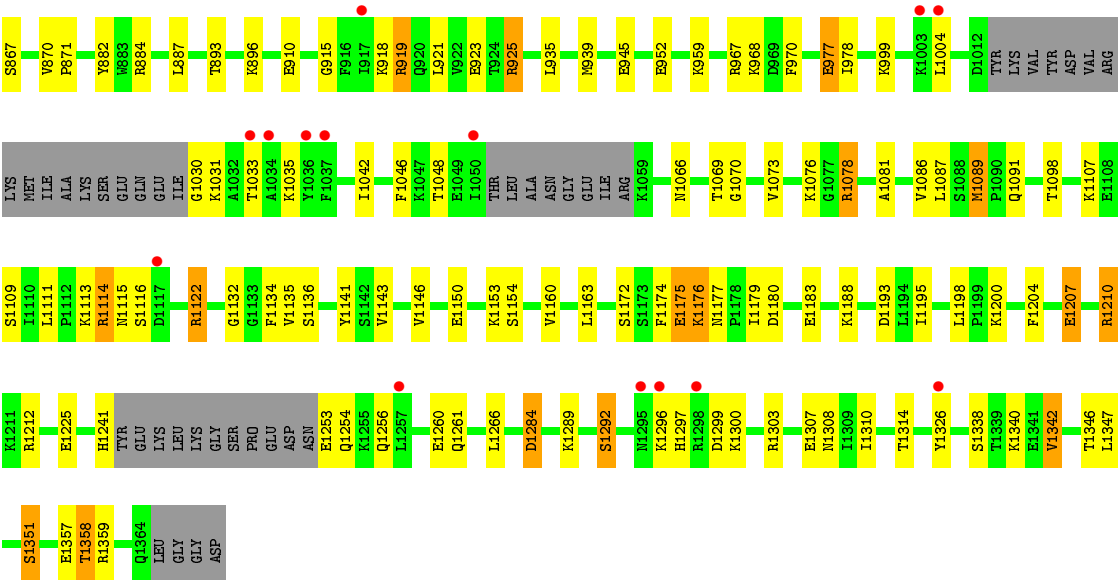 S867 V870 P871 Y882 W883 R884 L887 T893 K896 E910 G915 F916 I917 K918 R919 Q920 L921 V922 E923 T924 R925 L935 M939 E945 E952 K959 R967 K968 D969 F970 E977 I978 K999 K1003 L1004 D1012 TYR LYS VAL TYR ASP VAL ARG
LYS MET ILE ALA LYS SER GLU GLN GLU ILE G1030 K1031 A1032 T1033 A1034 K1035 Y1036 F1037 I1042 F1046 K1047 T1048 E1049 I1050 THR LEU ALA ASN GLY GLU ILE ARG K1059 N1066 T1069 G1070 V1073 K1076 G1077 R1078 A1081 V1086 L1087 S1088 M1089 P1090 Q1091 T1098 K1107 E1108
S1109 I1110 L1111 P1112 K1113 R1114 N1115 S1116 D1117 R1122 G1132 G1133 F1134 V1135 S1136 Y1141 S1142 V1143 V1146 E1150 K1153 S1154 V1160 L1163 S1172 S1173 F1174 E1175 K1176 N1177 P1178 I1179 D1180 E1183 K1188 D1193 L1194 I1195 L1198 P1199 K1200 F1204 E1207 R1210
K1211 R1212 E1225 H1241 TYR GLU LYS LEU LYS GLY SER PRO GLU ASP ASN E1253 Q1254 K1255 Q1256 L1257 E1260 Q1261 L1266 D1284 K1289 S1292 N1295 K1296 H1297 R1298 D1299 K1300 R1303 E1307 N1308 I1309 I1310 T1314 Y1326 S1338 T1339 K1340 E1341 V1342 T1346 L1347
S1351 E1357 T1358 R1359 Q1364 LEU GLY GLY ASP